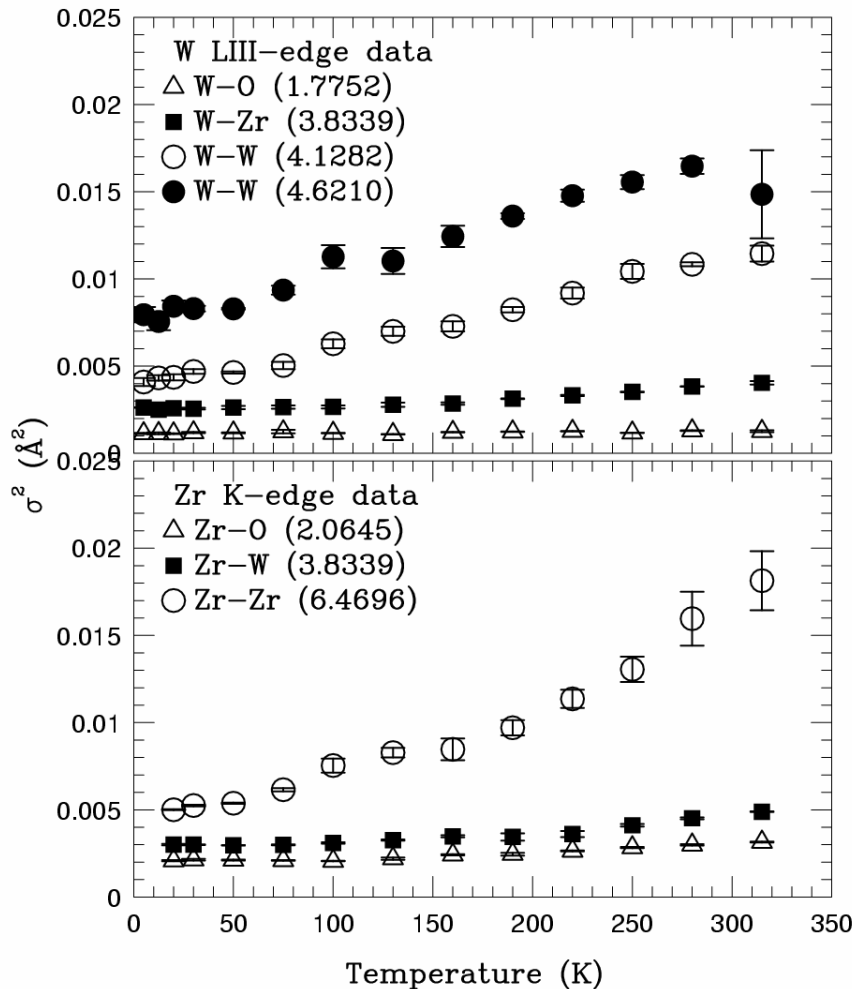 0.025
W LIII-edge data
W-O (1.7752)
0.02
W-Zr (3.8339)
W-W (4.1282)
0.015
W-W (4.6210)
0.01
0.005
0
σ² (Å²)
0.025
Zr K-edge data
Zr-O (2.0645)
0.02
Zr-W (3.8339)
Zr-Zr (6.4696)
0.015
0.01
0.005
0
0 50 100 150 200 250 300 350
Temperature (K)